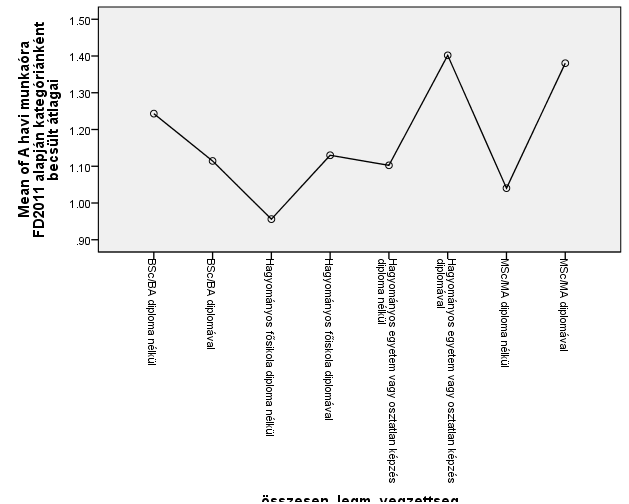 Mean of A havi munkaóra
FD2011 alapján kategóriánként
becsült átlagai
1.50
1.40
1.30
1.20
1.10
1.00
.90
BSc/BA diploma nélkül
BSc/BA diplomával
Hagyományos fősikola diploma nélkül
Hagyományos főiskola diplomával
Hagyományos egyetem vagy osztatlan képzés
diploma nélkül
Hagyományos egyetem vagy osztatlan képzés
diplomával
MSc/MA diploma nélkül
MSc/MA diplomával
összesen_legm_vegzettseg